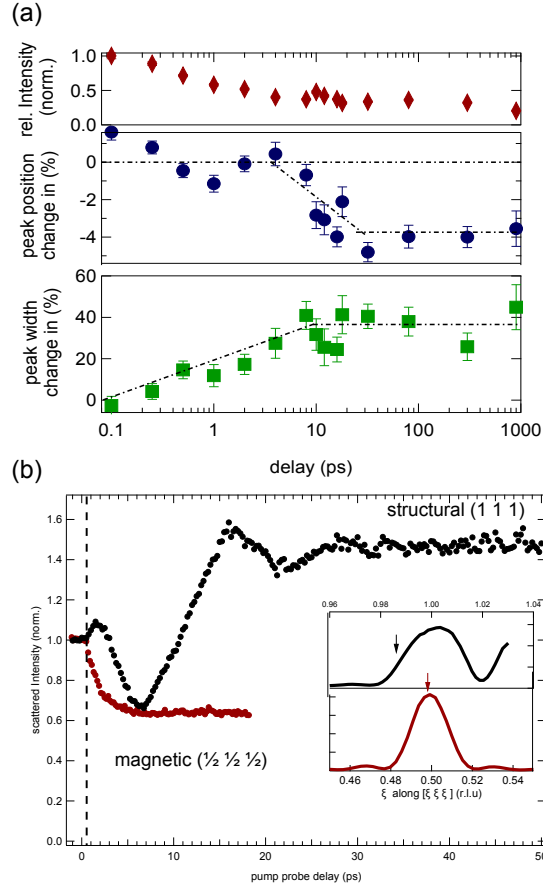 (a)
rel. Intensity
(norm.)
1.0
0.5
0.0
peak position
change in (%)
0
-2
-4
peak width
change in (%)
60
40
20
0
0.1
1
10
100
1000
delay (ps)
(b)
scattered Intensity (norm.)
1.6
1.4
1.2
1.0
0.8
0.6
0.4
0.2
0.0
structural (1 1 1)
magnetic (½ ½ ½)
0.96
0.98
1.00
1.02
1.04
0.46
0.48
0.50
0.52
0.54
ξ along [ξ ξ ξ] (r.l.u)
0
10
20
30
40
50
pump probe delay (ps)